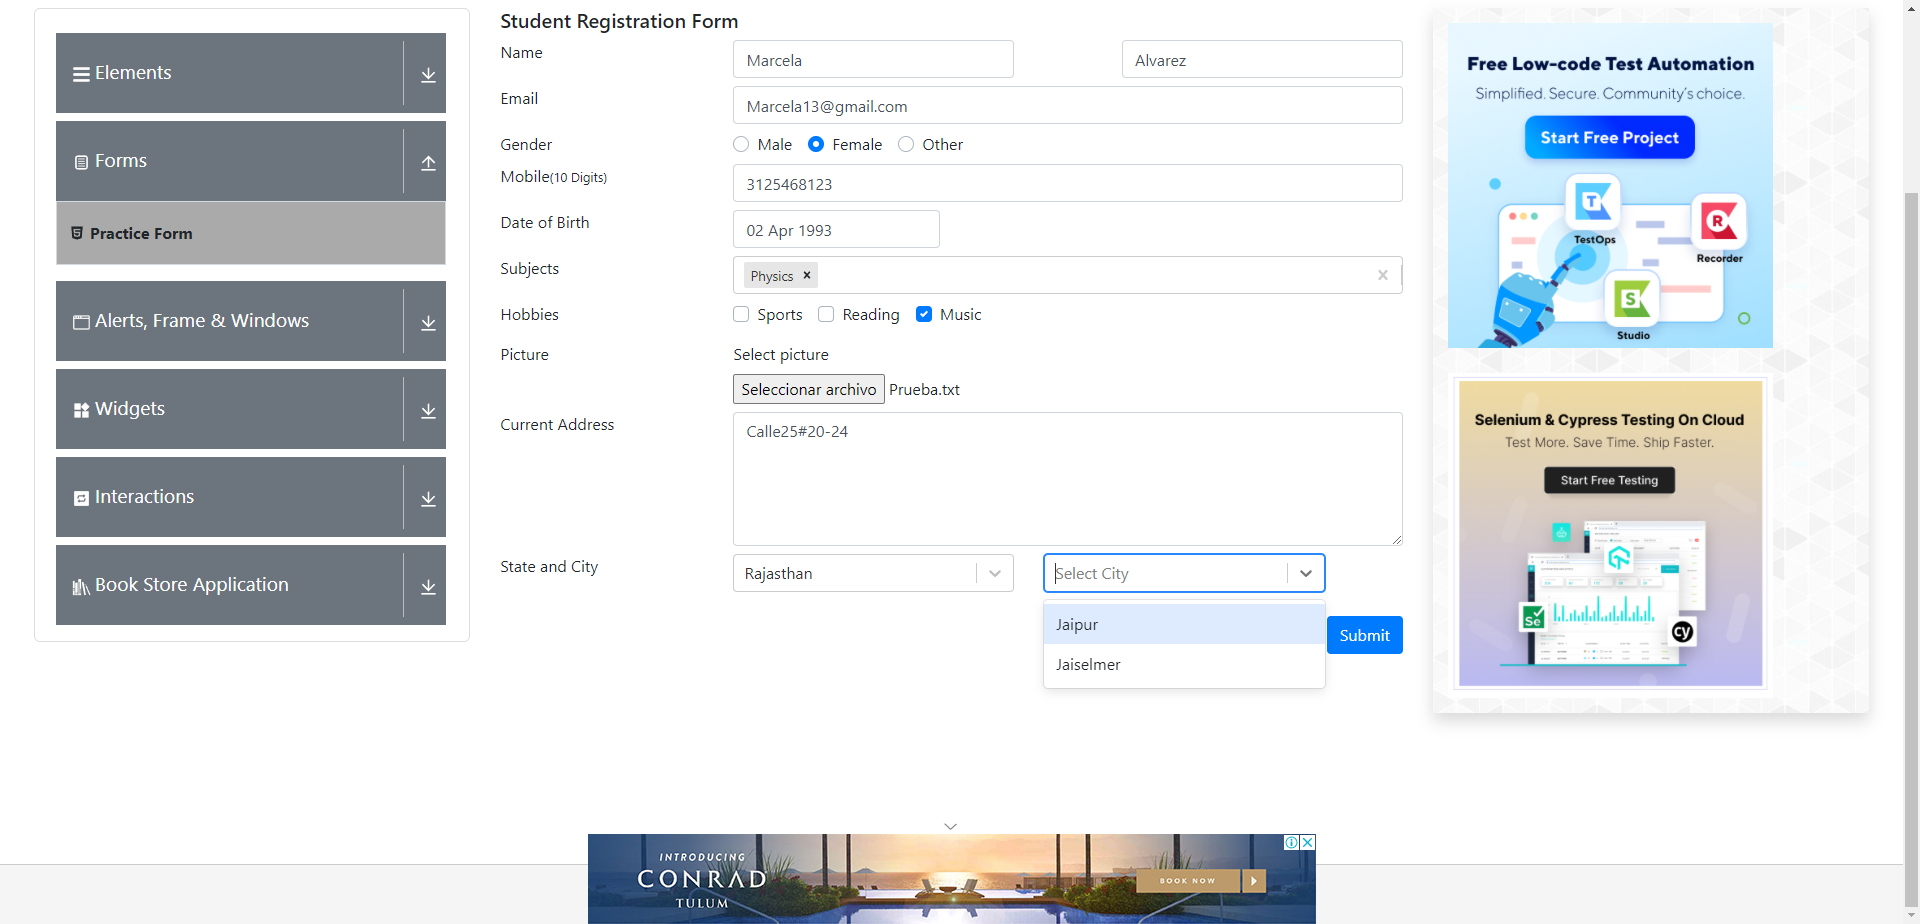 Elements
Forms
Practice Form
Alerts, Frame & Windows
Widgets
Interactions
Book Store Application
Student Registration Form
Name
Marcela
Alvarez
Email
Marcela13@gmail.com
Gender
Male
Female
Other
Mobile(10 Digits)
3125468123
Date of Birth
02 Apr 1993
Subjects
Physics
Hobbies
Sports
Reading
Music
Picture
Select picture
Seleccionar archivo Prueba.txt
Current Address
Calle25#20-24
State and City
Rajasthan
Select City
Jaipur
Jaiselmer
Submit
Free Low-code Test Automation
Simplified. Secure. Community's choice.
Start Free Project
TestOps
Recorder
Studio
Selenium & Cypress Testing On Cloud
Test More. Save Time. Ship Faster.
Start Free Testing
Se
cy
INTRODUCING
CONRAD
TULUM
BOOK NOW